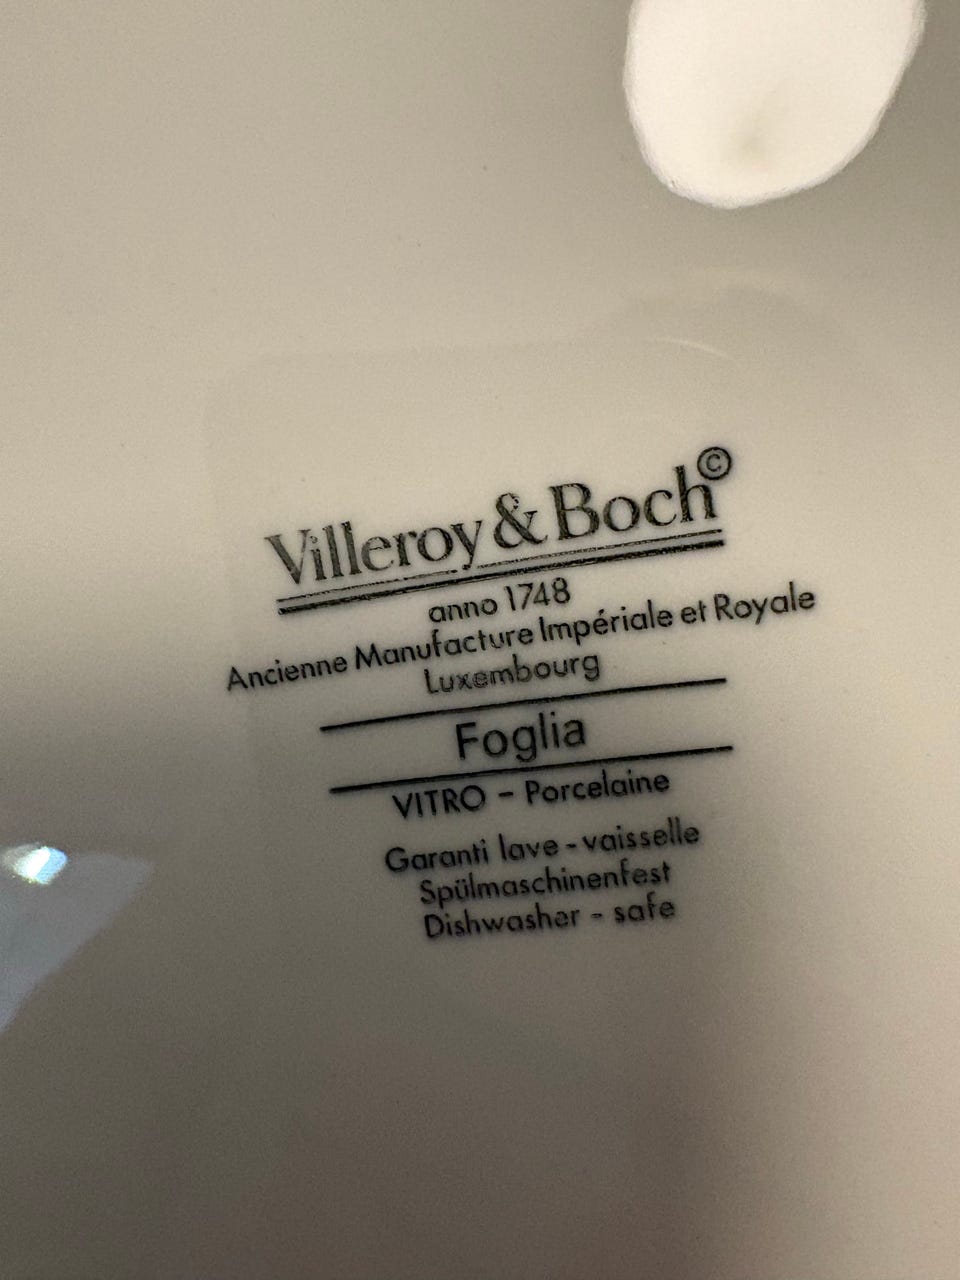 Villeroy & Boch ©
anno 1748
Ancienne Manufacture Impériale et Royale
Luxembourg
Foglia
VITRO - Porcelaine
Garanti lave - vaisselle
Spülmaschinenfest
Dishwasher - safe